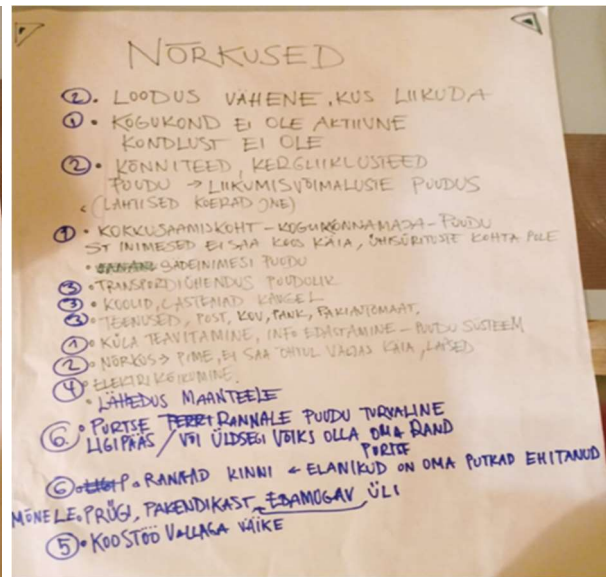 NÕRKUSED
②. LOODUS VÄHENE, KUS LIIKUDA
①. KOGUKOND EI OLE AKTIIVNE
KONDLUST EI OLE
②. KÕNNITEED, KERGLIIKLUSTEED
PUUDU → LIIKUMISVÕIMALUSTE PUUDUS
(LAHTISED KOERAD JNE)
①. KOKKUSAAMISKOHT - KOGUKONNAMAJA - PUUDU
ST INIMESED EI SAA KOOS KÄIA, ÜHISÜRITUSTE KOHTA POLE
• SÄDEINIMESI PUUDU
③. TRANSPORDIÜHENDUS PUUDULIK
③. KOOLID, LASTEAIAD KAUGEL
③. TEENUSED, POST, KOV, PANK, PAKIAUTOMAAT.
①. KÜLA TEAVITAMINE, INFO EDASTAMINE - PUUDU SÜSTEEM
②. NÕRKUS → PIME, EI SAA ÕHTUL VÄLJAS KÄIA, LAISED
④. ELEKTRIKÕIKUMINE.
• LÄHEDUS MAANTEELE
⑥. PURTSE RANNALE PUUDU TURVALINE
LIGIPÄÄS / VÕI ÜLDSEGI VÕIKS OLLA OMA RAND
PURTSE
⑥. RANNAD KINNI ← ELANIKUD ON OMA PUTKAD EHITANUD
MÕNELE. PRÜGI, PAKENDIKAST, EBAMUGAV ÜLI
⑤. KOOSTÖÖ VALLAGA VÄIKE